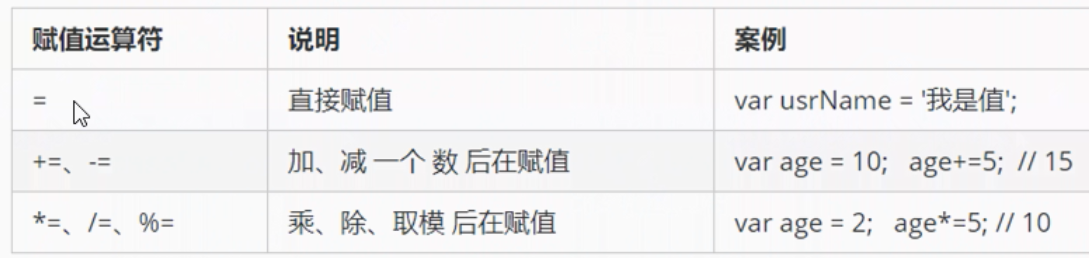 赋值运算符 说明 案例
= 直接赋值 var usrName = '我是值';
+=、-= 加、减 一个 数 后在赋值 var age = 10; age+=5; // 15
*=、/=、%= 乘、除、取模 后在赋值 var age = 2; age*=5; // 10